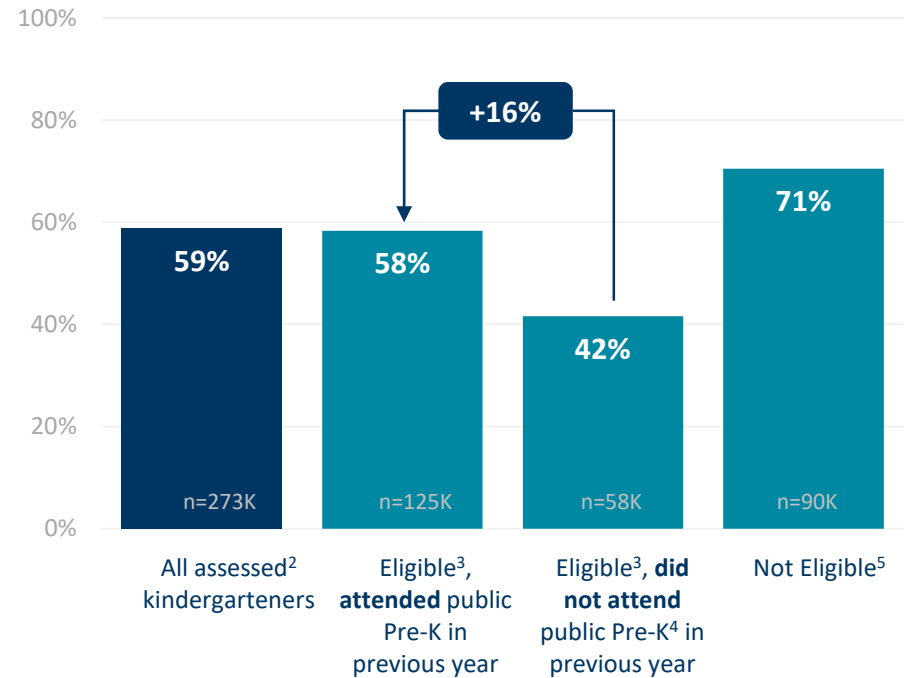 100%
80%
60%
40%
20%
0%
+16%
59%
58%
42%
71%
n=273K
n=125K
n=58K
n=90K
All assessed²
kindergarteners
Eligible³,
attended public
Pre-K in
previous year
Eligible³, did
not attend
public Pre-K⁴ in
previous year
Not Eligible⁵